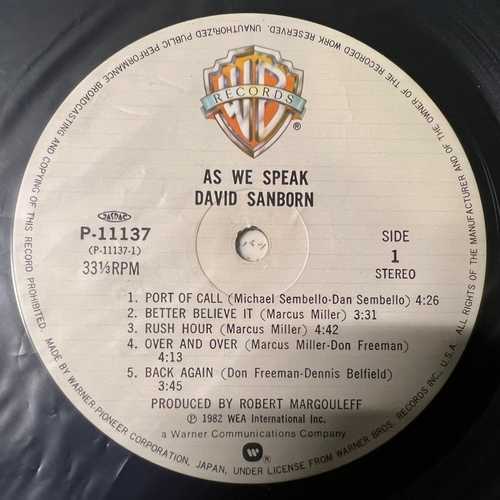 WB
RECORDS
®
AS WE SPEAK
DAVID SANBORN
JASRAC
P-11137
(P-11137-1)
33⅓RPM
SIDE
1
STEREO
1. PORT OF CALL (Michael Sembello-Dan Sembello) 4:26
2. BETTER BELIEVE IT (Marcus Miller) 3:31
3. RUSH HOUR (Marcus Miller) 4:42
4. OVER AND OVER (Marcus Miller-Don Freeman)
4:13
5. BACK AGAIN (Don Freeman-Dennis Belfield)
3:45
PRODUCED BY ROBERT MARGOULEFF
Ⓟ 1982 WEA International Inc.
a Warner Communications Company
MADE BY WARNER-PIONEER CORPORATION, JAPAN, UNDER LICENSE FROM WARNER BROS. RECORDS INC., U.S.A. ALL RIGHTS OF THE MANUFACTURER AND OF THE OWNER OF THE RECORDED WORK RESERVED. UNAUTHORIZED PUBLIC PERFORMANCE BROADCASTING AND COPYING OF THIS RECORD PROHIBITED.